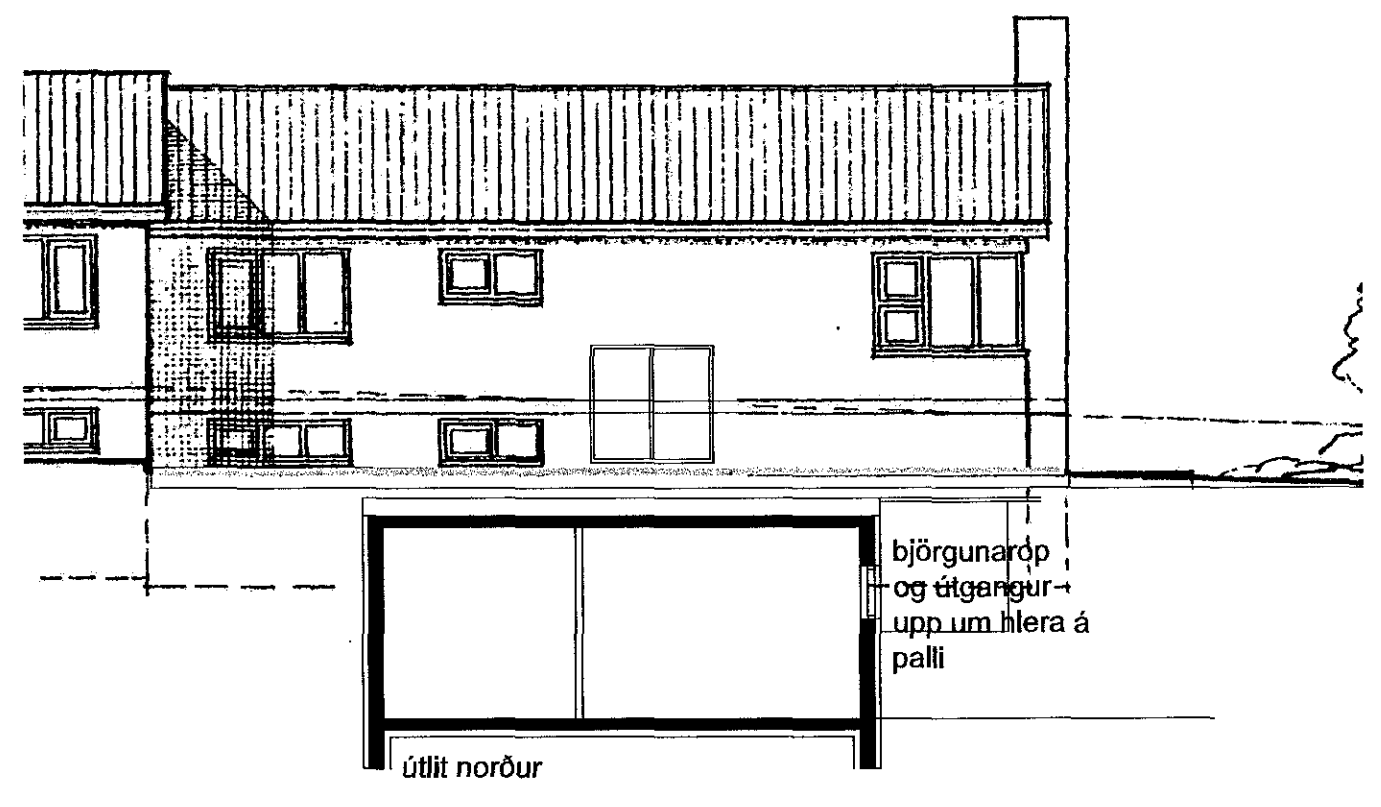 björgunarop
og útgangur
upp um hlera á
palli
útlit norður